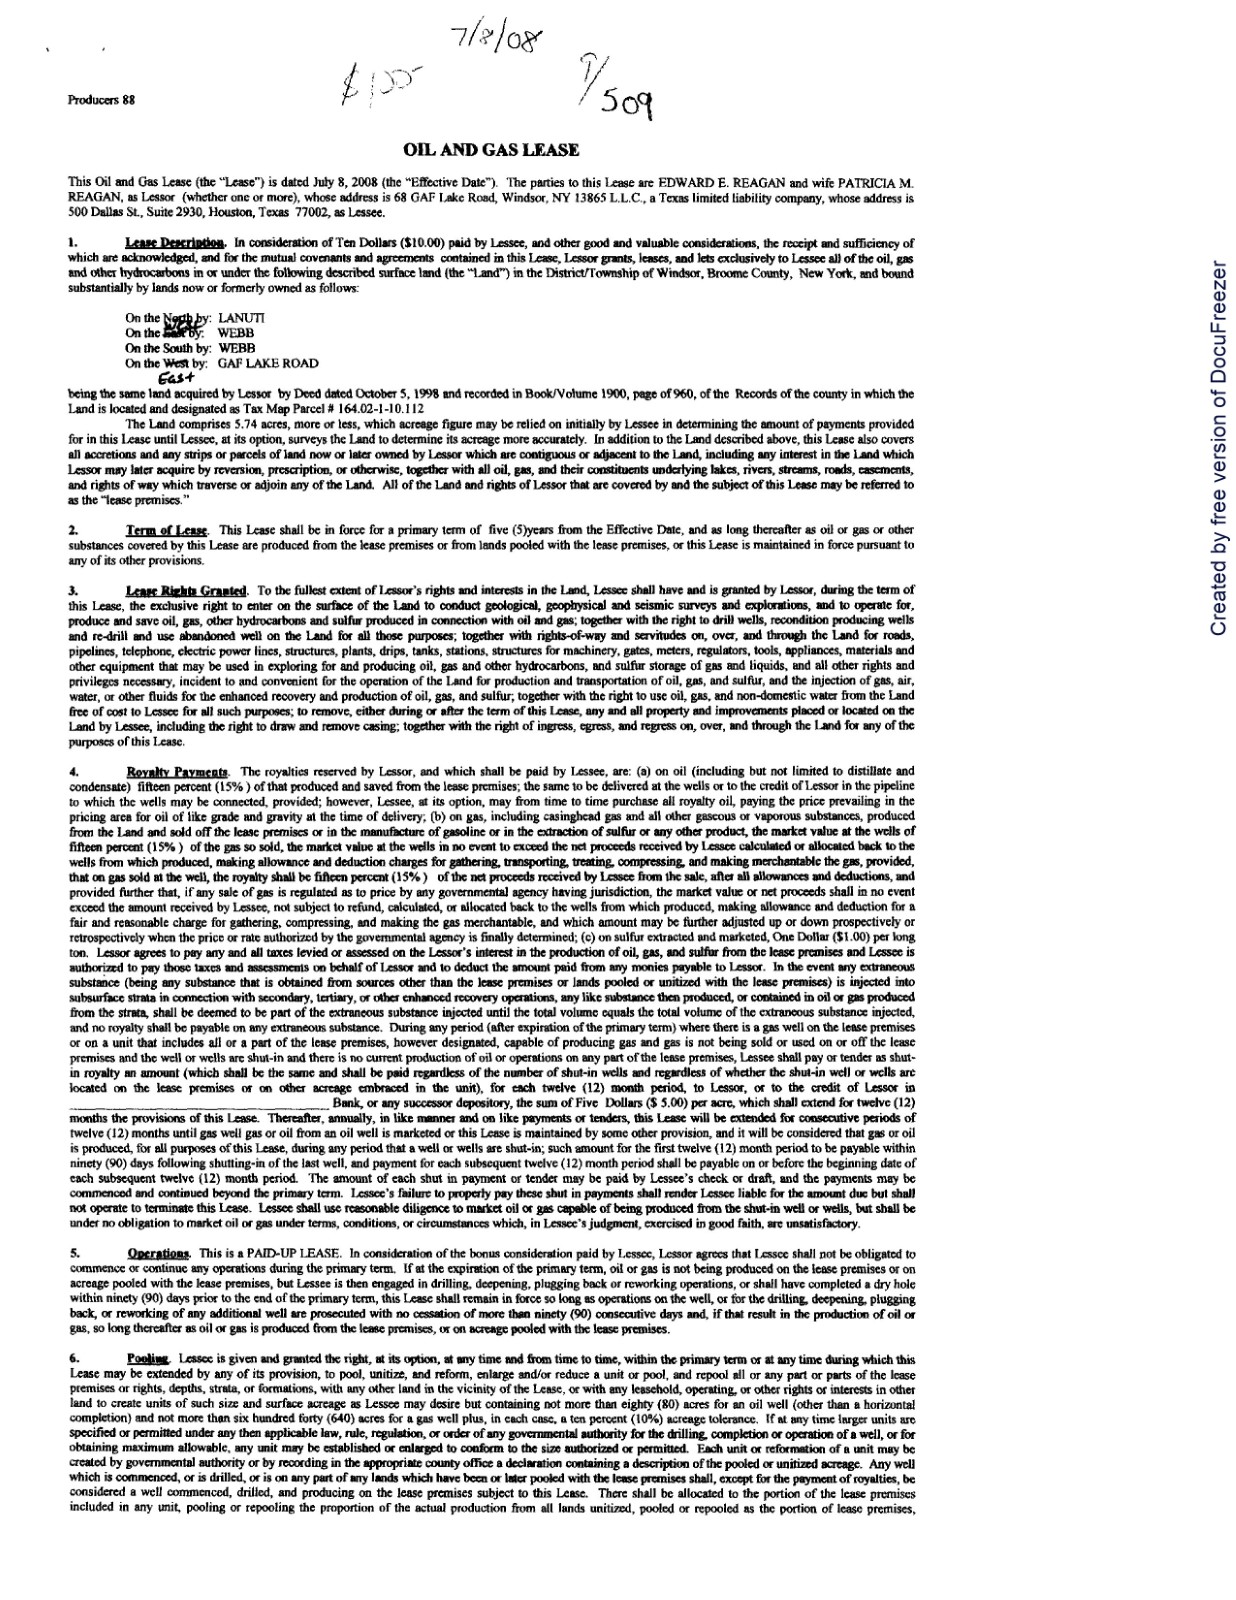 7/8/08
9/509
Producers 88
OIL AND GAS LEASE
This Oil and Gas Lease (the "Lease") is dated July 8, 2008 (the "Effective Date"). The parties to this Lease are EDWARD E. REAGAN and wife PATRICIA M.
REAGAN, as Lessor (whether one or more), whose address is 68 GAF Lake Road, Windsor, NY 13865 L.L.C., a Texas limited liability company, whose address is
500 Dallas St., Suite 2930, Houston, Texas 77002, as Lessee.
1. Lease Description. In consideration of Ten Dollars ($10.00) paid by Lessee, and other good and valuable considerations, the receipt and sufficiency of
which are acknowledged, and for the mutual covenants and agreements contained in this Lease, Lessor grants, leases, and lets exclusively to Lessee all of the oil, gas
and other hydrocarbons in or under the following described surface land (the "Land") in the District/Township of Windsor, Broome County, New York, and bound
substantially by lands now or formerly owned as follows:
On the North by: LANUTI
On the West by: WEBB
On the South by: WEBB
On the West by: GAF LAKE ROAD
East
being the same land acquired by Lessor by Deed dated October 5, 1998 and recorded in Book/Volume 1900, page of 960, of the Records of the county in which the
Land is located and designated as Tax Map Parcel # 164.02-1-10.112
The Land comprises 5.74 acres, more or less, which acreage figure may be relied on initially by Lessee in determining the amount of payments provided
for in this Lease until Lessee, at its option, surveys the Land to determine its acreage more accurately. In addition to the Land described above, this Lease also covers
all accretions and any strips or parcels of land now or later owned by Lessor which are contiguous or adjacent to the Land, including any interest in the Land which
Lessor may later acquire by reversion, prescription, or otherwise, together with all oil, gas, and their constituents underlying lakes, rivers, streams, roads, easements,
and rights of way which traverse or adjoin any of the Land. All of the Land and rights of Lessor that are covered by and the subject of this Lease may be referred to
as the "lease premises."
2. Term of Lease. This Lease shall be in force for a primary term of five (5)years from the Effective Date, and as long thereafter as oil or gas or other
substances covered by this Lease are produced from the lease premises or from lands pooled with the lease premises, or this Lease is maintained in force pursuant to
any of its other provisions.
3. Lease Rights Granted. To the fullest extent of Lessor's rights and interests in the Land, Lessee shall have and is granted by Lessor, during the term of
this Lease, the exclusive right to enter on the surface of the Land to conduct geological, geophysical and seismic surveys and explorations, and to operate for,
produce and save oil, gas, other hydrocarbons and sulfur produced in connection with oil and gas; together with the right to drill wells, recondition producing wells
and re-drill and use abandoned well on the Land for all those purposes; together with rights-of-way and servitudes on, over, and through the Land for roads,
pipelines, telephone, electric power lines, structures, plants, drips, tanks, stations, structures for machinery, gates, meters, regulators, tools, appliances, materials and
other equipment that may be used in exploring for and producing oil, gas and other hydrocarbons, and sulfur storage of gas and liquids, and all other rights and
privileges necessary, incident to and convenient for the operation of the Land for production and transportation of oil, gas, and sulfur, and the injection of gas, air,
water, or other fluids for the enhanced recovery and production of oil, gas, and sulfur; together with the right to use oil, gas, and non-domestic water from the Land
free of cost to Lessee for all such purposes; to remove, either during or after the term of this Lease, any and all property and improvements placed or located on the
Land by Lessee, including the right to draw and remove casing; together with the right of ingress, egress, and regress on, over, and through the Land for any of the
purposes of this Lease.
4. Royalty Payments. The royalties reserved by Lessor, and which shall be paid by Lessee, are: (a) on oil (including but not limited to distillate and
condensate) fifteen percent (15% ) of that produced and saved from the lease premises; the same to be delivered at the wells or to the credit of Lessor in the pipeline
to which the wells may be connected, provided; however, Lessee, at its option, may from time to time purchase all royalty oil, paying the price prevailing in the
pricing area for oil of like grade and gravity at the time of delivery; (b) on gas, including casinghead gas and all other gaseous or vaporous substances, produced
from the Land and sold off the lease premises or in the manufacture of gasoline or in the extraction of sulfur or any other product, the market value at the wells of
fifteen percent (15% ) of the gas so sold, the market value at the wells in no event to exceed the net proceeds received by Lessee calculated or allocated back to the
wells from which produced, making allowance and deduction charges for gathering, transporting, treating, compressing, and making merchantable the gas, provided,
that on gas sold at the well, the royalty shall be fifteen percent (15% ) of the net proceeds received by Lessee from the sale, after all allowances and deductions, and
provided further that, if any sale of gas is regulated as to price by any governmental agency having jurisdiction, the market value or net proceeds shall in no event
exceed the amount received by Lessee, not subject to refund, calculated, or allocated back to the wells from which produced, making allowance and deduction for a
fair and reasonable charge for gathering, compressing, and making the gas merchantable, and which amount may be further adjusted up or down prospectively or
retrospectively when the price or rate authorized by the governmental agency is finally determined; (c) on sulfur extracted and marketed, One Dollar ($1.00) per long
ton. Lessor agrees to pay any and all taxes levied or assessed on the Lessor's interest in the production of oil, gas, and sulfur from the lease premises and Lessee is
authorized to pay those taxes and assessments on behalf of Lessor and to deduct the amount paid from any monies payable to Lessor. In the event any extraneous
substance (being any substance that is obtained from sources other than the lease premises or lands pooled or unitized with the lease premises) is injected into
subsurface strata in connection with secondary, tertiary, or other enhanced recovery operations, any like substance then produced, or contained in oil or gas produced
from the strata, shall be deemed to be part of the extraneous substance injected until the total volume equals the total volume of the extraneous substance injected,
and no royalty shall be payable on any extraneous substance. During any period (after expiration of the primary term) where there is a gas well on the lease premises
or on a unit that includes all or a part of the lease premises, however designated, capable of producing gas and gas is not being sold or used on or off the lease
premises and the well or wells are shut-in and there is no current production of oil or operations on any part of the lease premises, Lessee shall pay or tender as shut-
in royalty an amount (which shall be the same and shall be paid regardless of the number of shut-in wells and regardless of whether the shut-in well or wells are
located on the lease premises or on other acreage embraced in the unit), for each twelve (12) month period, to Lessor, or to the credit of Lessor in
Bank, or any successor depository, the sum of Five Dollars ($ 5.00) per acre, which shall extend for twelve (12)
months the provisions of this Lease. Thereafter, annually, in like manner and on like payments or tenders, this Lease will be extended for consecutive periods of
twelve (12) months until gas well gas or oil from an oil well is marketed or this Lease is maintained by some other provision, and it will be considered that gas or oil
is produced, for all purposes of this Lease, during any period that a well or wells are shut-in; such amount for the first twelve (12) month period to be payable within
ninety (90) days following shutting-in of the last well, and payment for each subsequent twelve (12) month period shall be payable on or before the beginning date of
each subsequent twelve (12) month period. The amount of each shut in payment or tender may be paid by Lessee's check or draft, and the payments may be
commenced and continued beyond the primary term. Lessee's failure to properly pay these shut in payments shall render Lessee liable for the amount due but shall
not operate to terminate this Lease. Lessee shall use reasonable diligence to market oil or gas capable of being produced from the shut-in well or wells, but shall be
under no obligation to market oil or gas under terms, conditions, or circumstances which, in Lessee's judgment, exercised in good faith, are unsatisfactory.
5. Operations. This is a PAID-UP LEASE. In consideration of the bonus consideration paid by Lessee, Lessor agrees that Lessee shall not be obligated to
commence or continue any operations during the primary term. If at the expiration of the primary term, oil or gas is not being produced on the lease premises or on
acreage pooled with the lease premises, but Lessee is then engaged in drilling, deepening, plugging back or reworking operations, or shall have completed a dry hole
within ninety (90) days prior to the end of the primary term, this Lease shall remain in force so long as operations on the well, or for the drilling, deepening, plugging
back, or reworking of any additional well are prosecuted with no cessation of more than ninety (90) consecutive days and, if that result in the production of oil or
gas, so long thereafter as oil or gas is produced from the lease premises, or on acreage pooled with the lease premises.
6. Pooling. Lessee is given and granted the right, at its option, at any time and from time to time, within the primary term or at any time during which this
Lease may be extended by any of its provision, to pool, unitize, and reform, enlarge and/or reduce a unit or pool, and repool all or any part or parts of the lease
premises or rights, depths, strata, or formations, with any other land in the vicinity of the Lease, or with any leasehold, operating, or other rights or interests in other
land to create units of such size and surface acreage as Lessee may desire but containing not more than eighty (80) acres for an oil well (other than a horizontal
completion) and not more than six hundred forty (640) acres for a gas well plus, in each case, a ten percent (10%) acreage tolerance. If at any time larger units are
specified or permitted under any then applicable law, rule, regulation, or order of any governmental authority for the drilling, completion or operation of a well, or for
obtaining maximum allowable, any unit may be established or enlarged to conform to the size authorized or permitted. Each unit or reformation of a unit may be
created by governmental authority or by recording in the appropriate county office a declaration containing a description of the pooled or unitized acreage. Any well
which is commenced, or is drilled, or is on any part of any lands which have been or later pooled with the lease premises shall, except for the payment of royalties, be
considered a well commenced, drilled, and producing on the lease premises subject to this Lease. There shall be allocated to the portion of the lease premises
included in any unit, pooling or repooling the proportion of the actual production from all lands unitized, pooled or repooled as the portion of lease premises,
Created by free version of DocuFreezer